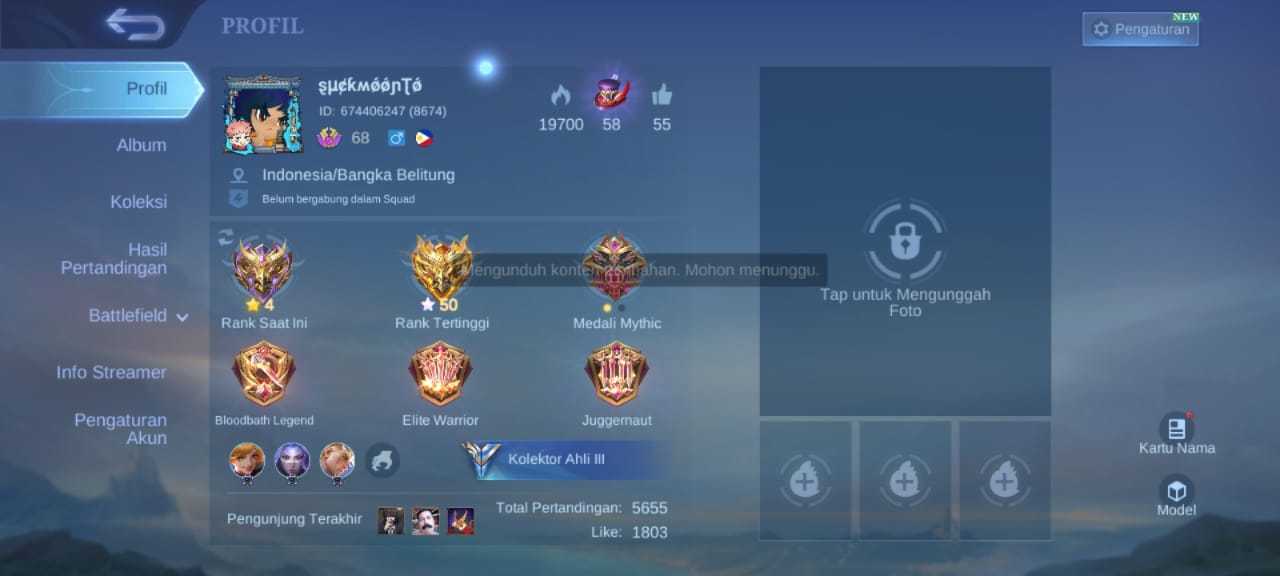 PROFIL
NEW
Pengaturan
Profil
Album
Koleksi
Hasil
Pertandingan
Battlefield
Info Streamer
Pengaturan
Akun
ID: 674406247 (8674)
68
19700
58
55
Indonesia/Bangka Belitung
Belum bergabung dalam Squad
Mengunduh konten tambahan. Mohon menunggu.
4
50
Rank Saat Ini
Rank Tertinggi
Medali Mythic
Bloodbath Legend
Elite Warrior
Juggernaut
Kolektor Ahli III
Pengunjung Terakhir
Total Pertandingan: 5655
Like: 1803
Tap untuk Mengunggah
Foto
Kartu Nama
Model